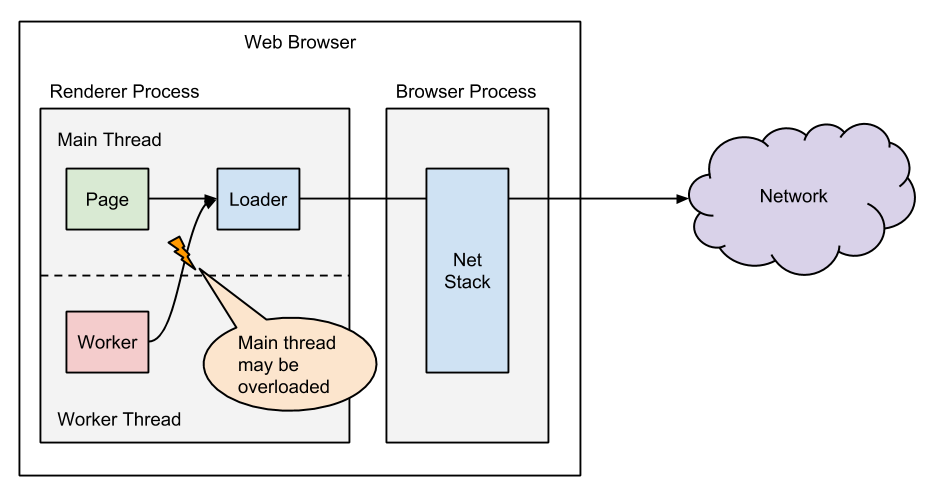 Web Browser
Renderer Process
Browser Process
Main Thread
Page
Loader
Network
Net
Stack
Worker
Main thread
may be
overloaded
Worker Thread